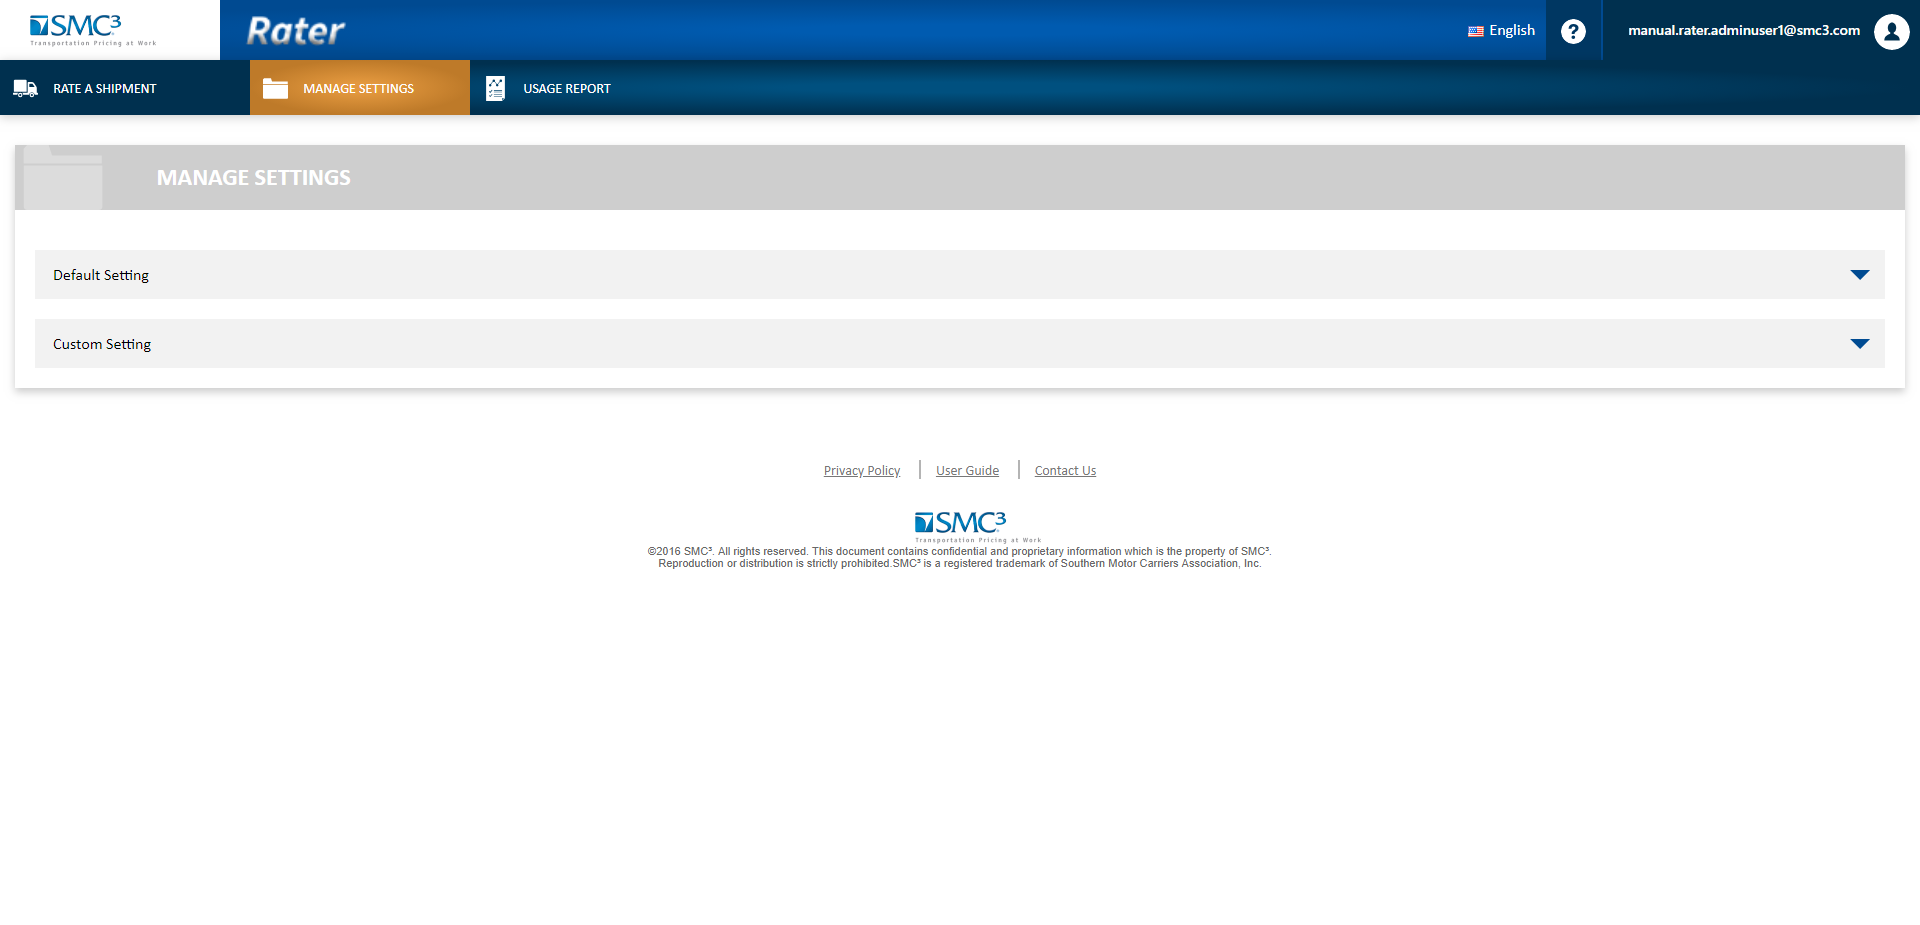 SMC³
Transportation Pricing at Work
Rater
English
?
manual.rater.adminuser1@smc3.com
RATE A SHIPMENT
MANAGE SETTINGS
USAGE REPORT
MANAGE SETTINGS
Default Setting
Custom Setting
Privacy Policy
User Guide
Contact Us
SMC³
Transportation Pricing at Work
©2016 SMC³. All rights reserved. This document contains confidential and proprietary information which is the property of SMC³.
Reproduction or distribution is strictly prohibited.SMC³ is a registered trademark of Southern Motor Carriers Association, Inc.